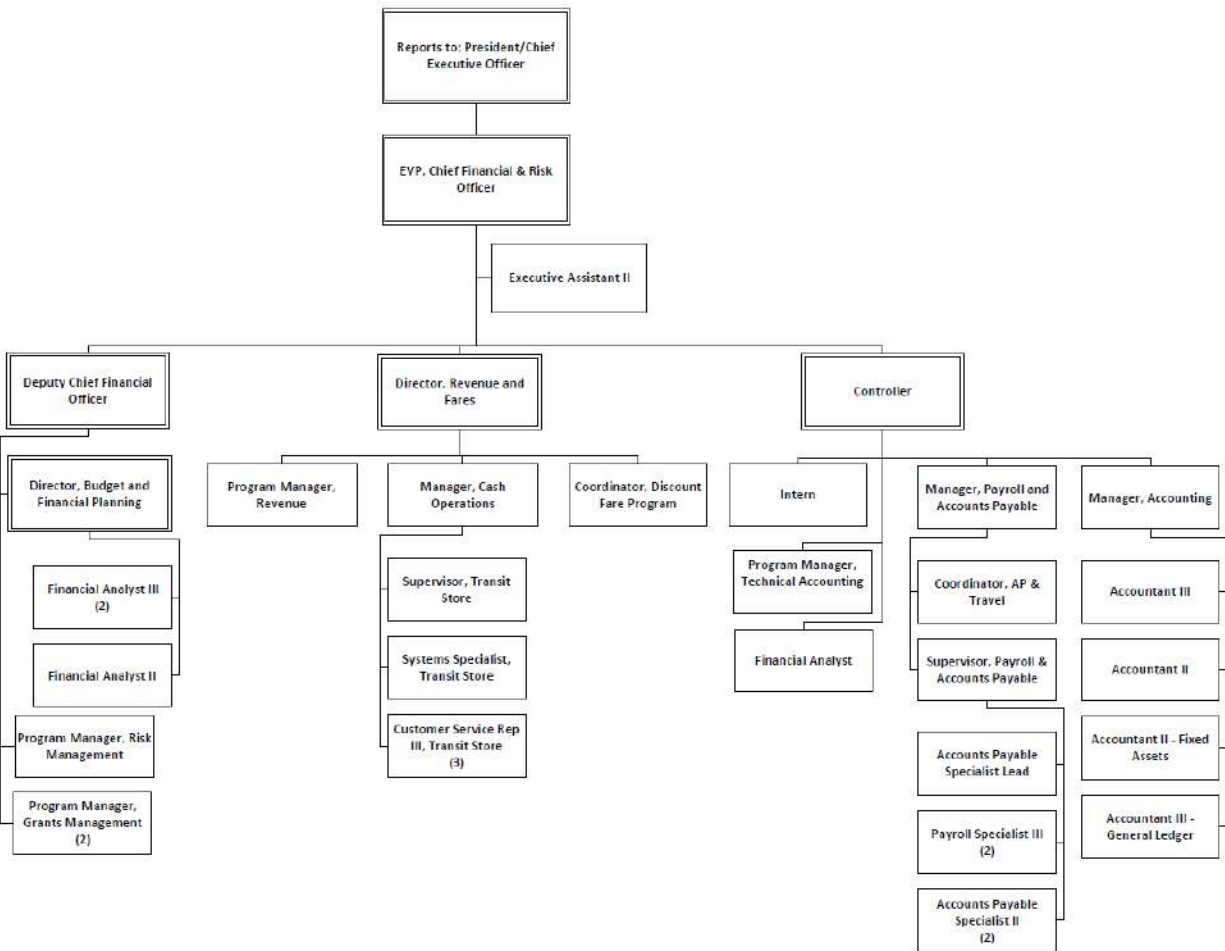 Reports to: President/Chief
Executive Officer
EVP, Chief Financial & Risk
Officer
Executive Assistant II
Deputy Chief Financial
Officer
Director, Revenue and
Fares
Controller
Director, Budget and
Financial Planning
Program Manager,
Revenue
Manager, Cash
Operations
Coordinator, Discount
Fare Program
Intern
Manager, Payroll and
Accounts Payable
Manager, Accounting
Financial Analyst III
(2)
Supervisor, Transit
Store
Program Manager,
Technical Accounting
Coordinator, AP &
Travel
Accountant III
Financial Analyst II
Systems Specialist,
Transit Store
Financial Analyst
Supervisor, Payroll &
Accounts Payable
Accountant II
Program Manager, Risk
Management
Customer Service Rep
III, Transit Store
(3)
Accounts Payable
Specialist Lead
Accountant II - Fixed
Assets
Program Manager,
Grants Management
(2)
Payroll Specialist III
(2)
Accountant III -
General Ledger
Accounts Payable
Specialist II
(2)